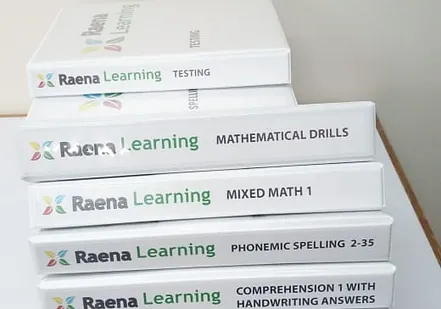 Raena
Learning
TESTING
Raena Learning TESTING
Raena Learning MATHEMATICAL DRILLS
Raena Learning MIXED MATH 1
Raena Learning PHONEMIC SPELLING 2-35
Raena Learning COMPREHENSION 1 WITH
HANDWRITING ANSWERS